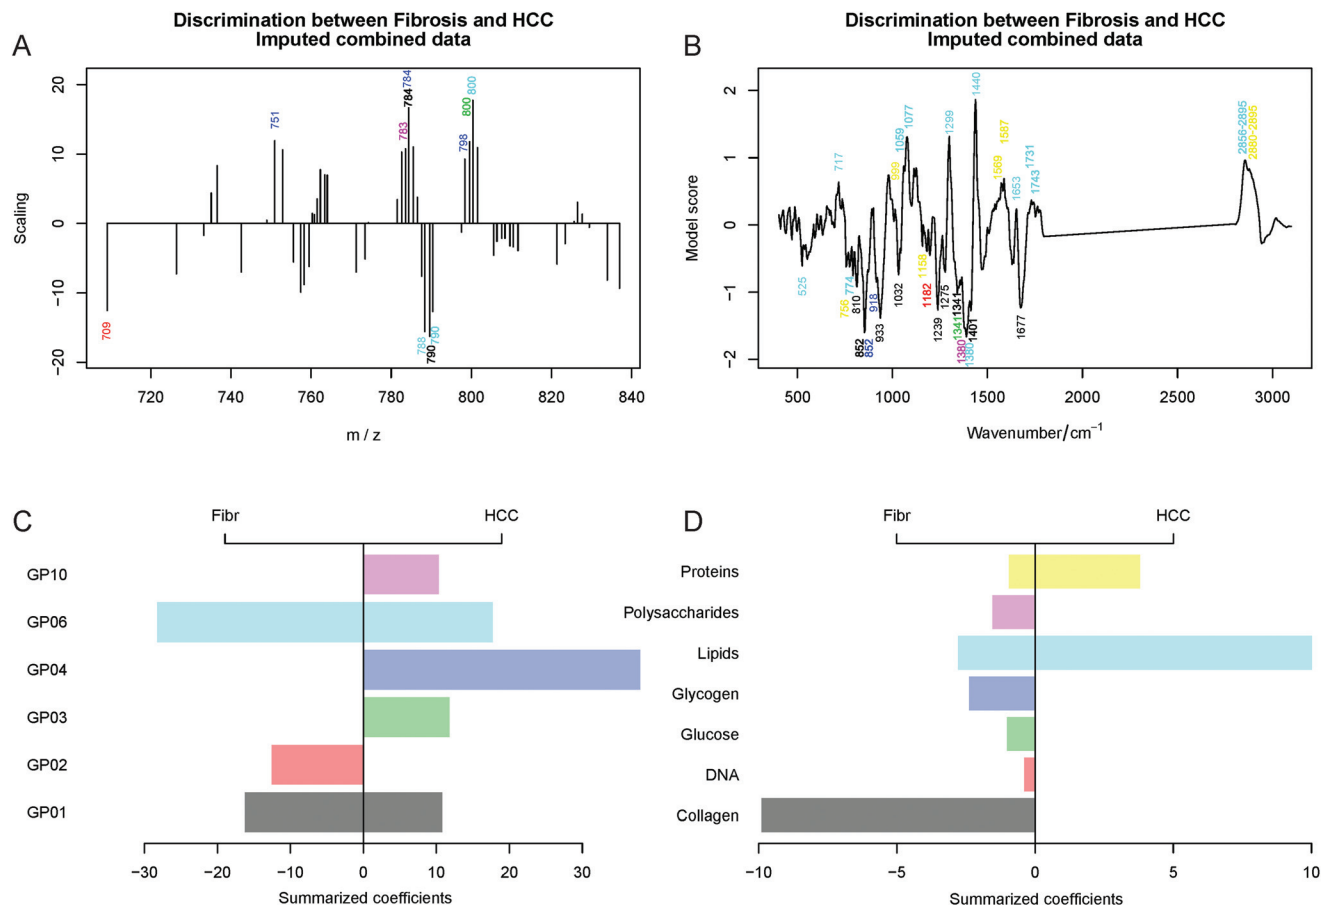 A
Discrimination between Fibrosis and HCC
Imputed combined data
Scaling
20
10
0
−10
−20
709
751
783
784
784
798
800
800
788
790
790
720
740
760
780
800
820
840
m / z
B
Discrimination between Fibrosis and HCC
Imputed combined data
Model score
2
1
0
−1
−2
525
717
756
774
810
852
852
918
933
999
1032
1059
1077
1158
1182
1239
1275
1299
1341
1341
1380
1380
1401
1440
1569
1587
1653
1677
1731
1743
2856-2895
2880-2895
500
1000
1500
2000
2500
3000
Wavenumber/cm−1
C
Fibr
HCC
GP10
GP06
GP04
GP03
GP02
GP01
−30
−20
−10
0
10
20
30
Summarized coefficients
D
Fibr
HCC
Proteins
Polysaccharides
Lipids
Glycogen
Glucose
DNA
Collagen
−10
−5
0
5
10
Summarized coefficients